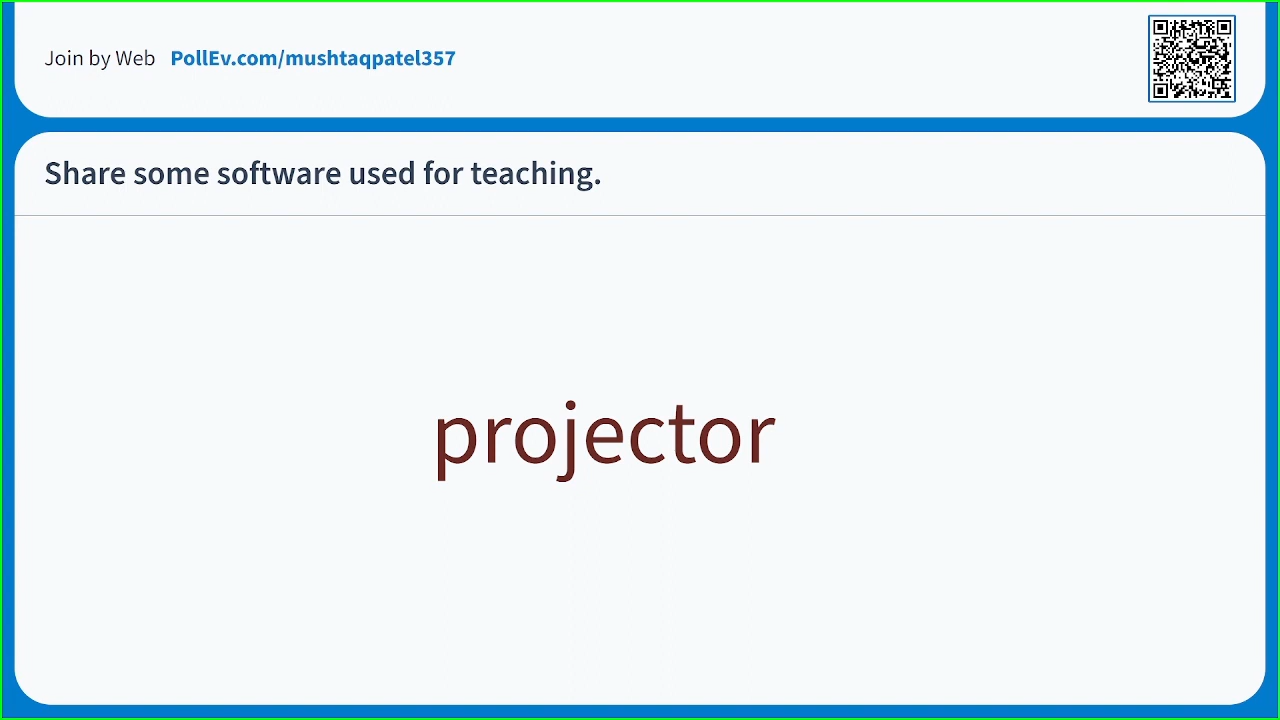 Join by Web PollEv.com/mushtaqpatel357
Share some software used for teaching.
projector